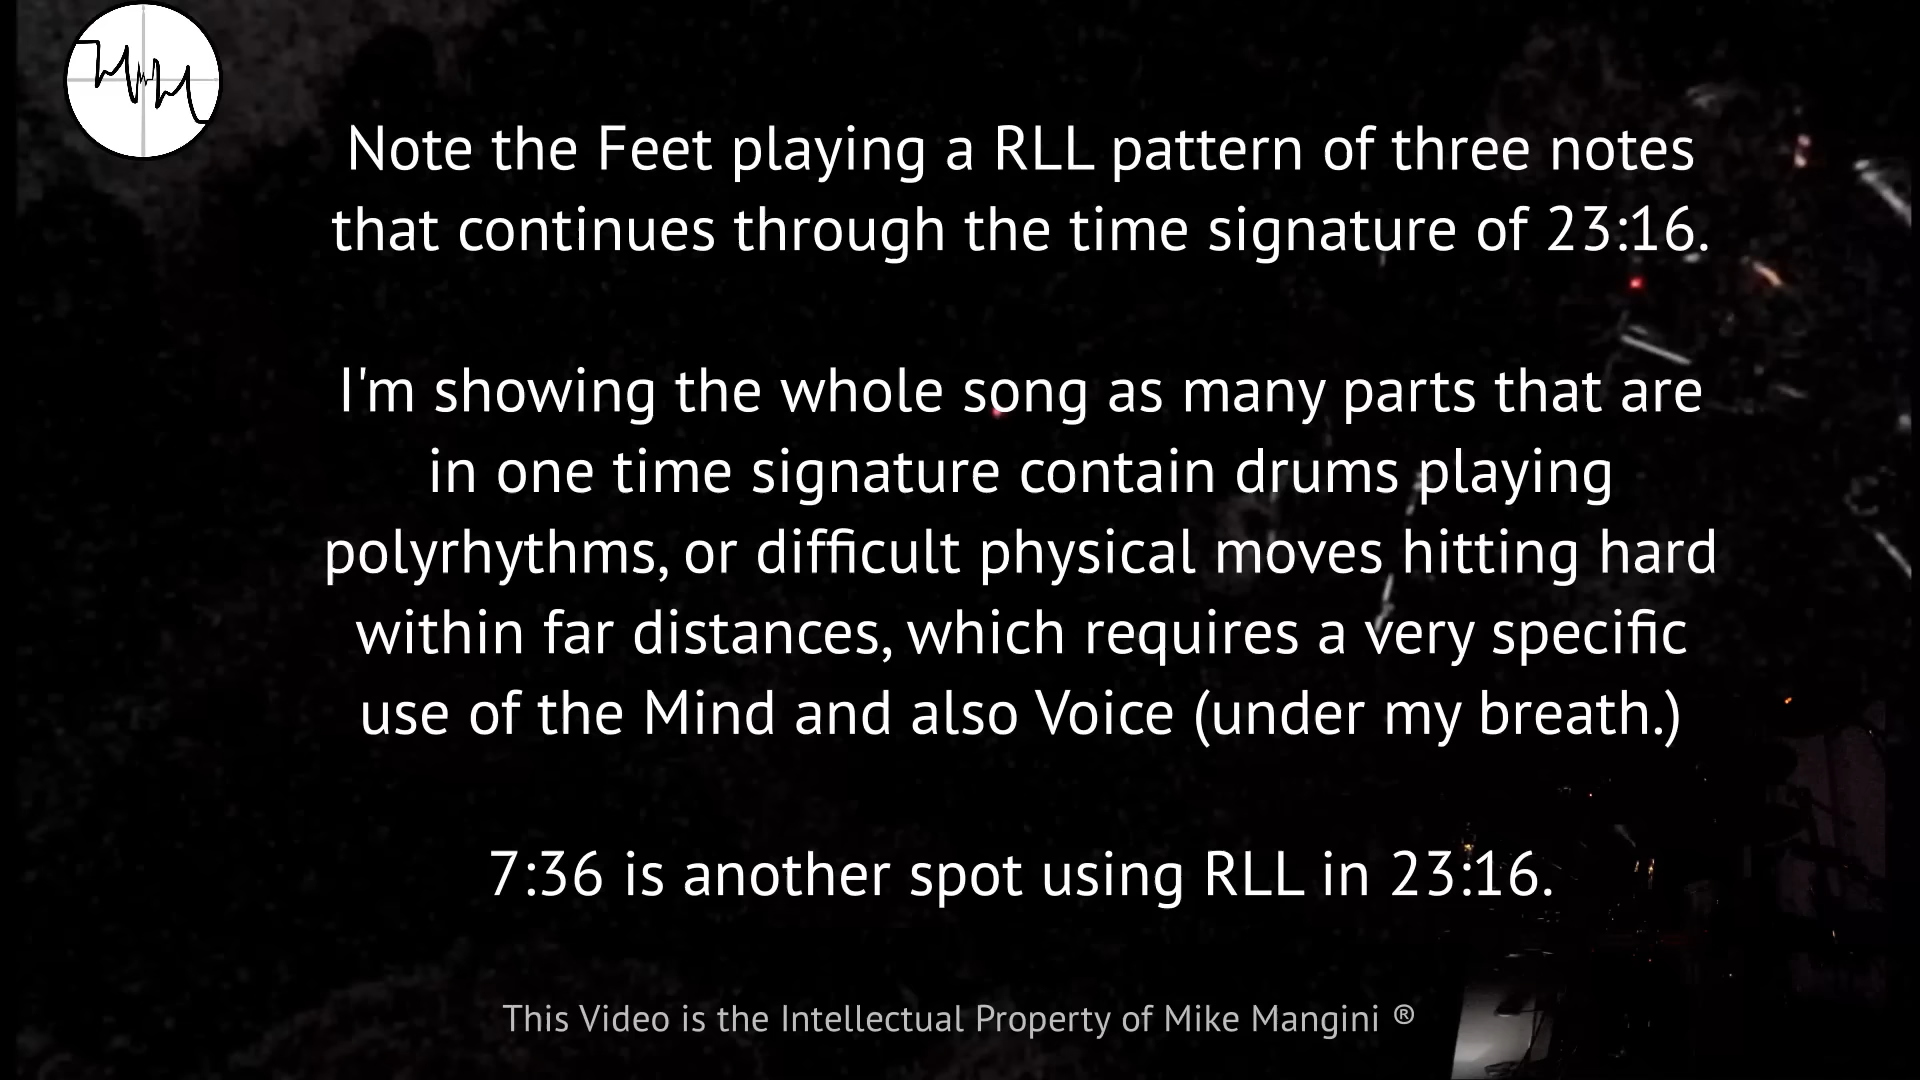 Note the Feet playing a RLL pattern of three notes
that continues through the time signature of 23:16.
I'm showing the whole song as many parts that are
in one time signature contain drums playing
polyrhythms, or difficult physical moves hitting hard
within far distances, which requires a very specific
use of the Mind and also Voice (under my breath.)
7:36 is another spot using RLL in 23:16.
This Video is the Intellectual Property of Mike Mangini ®